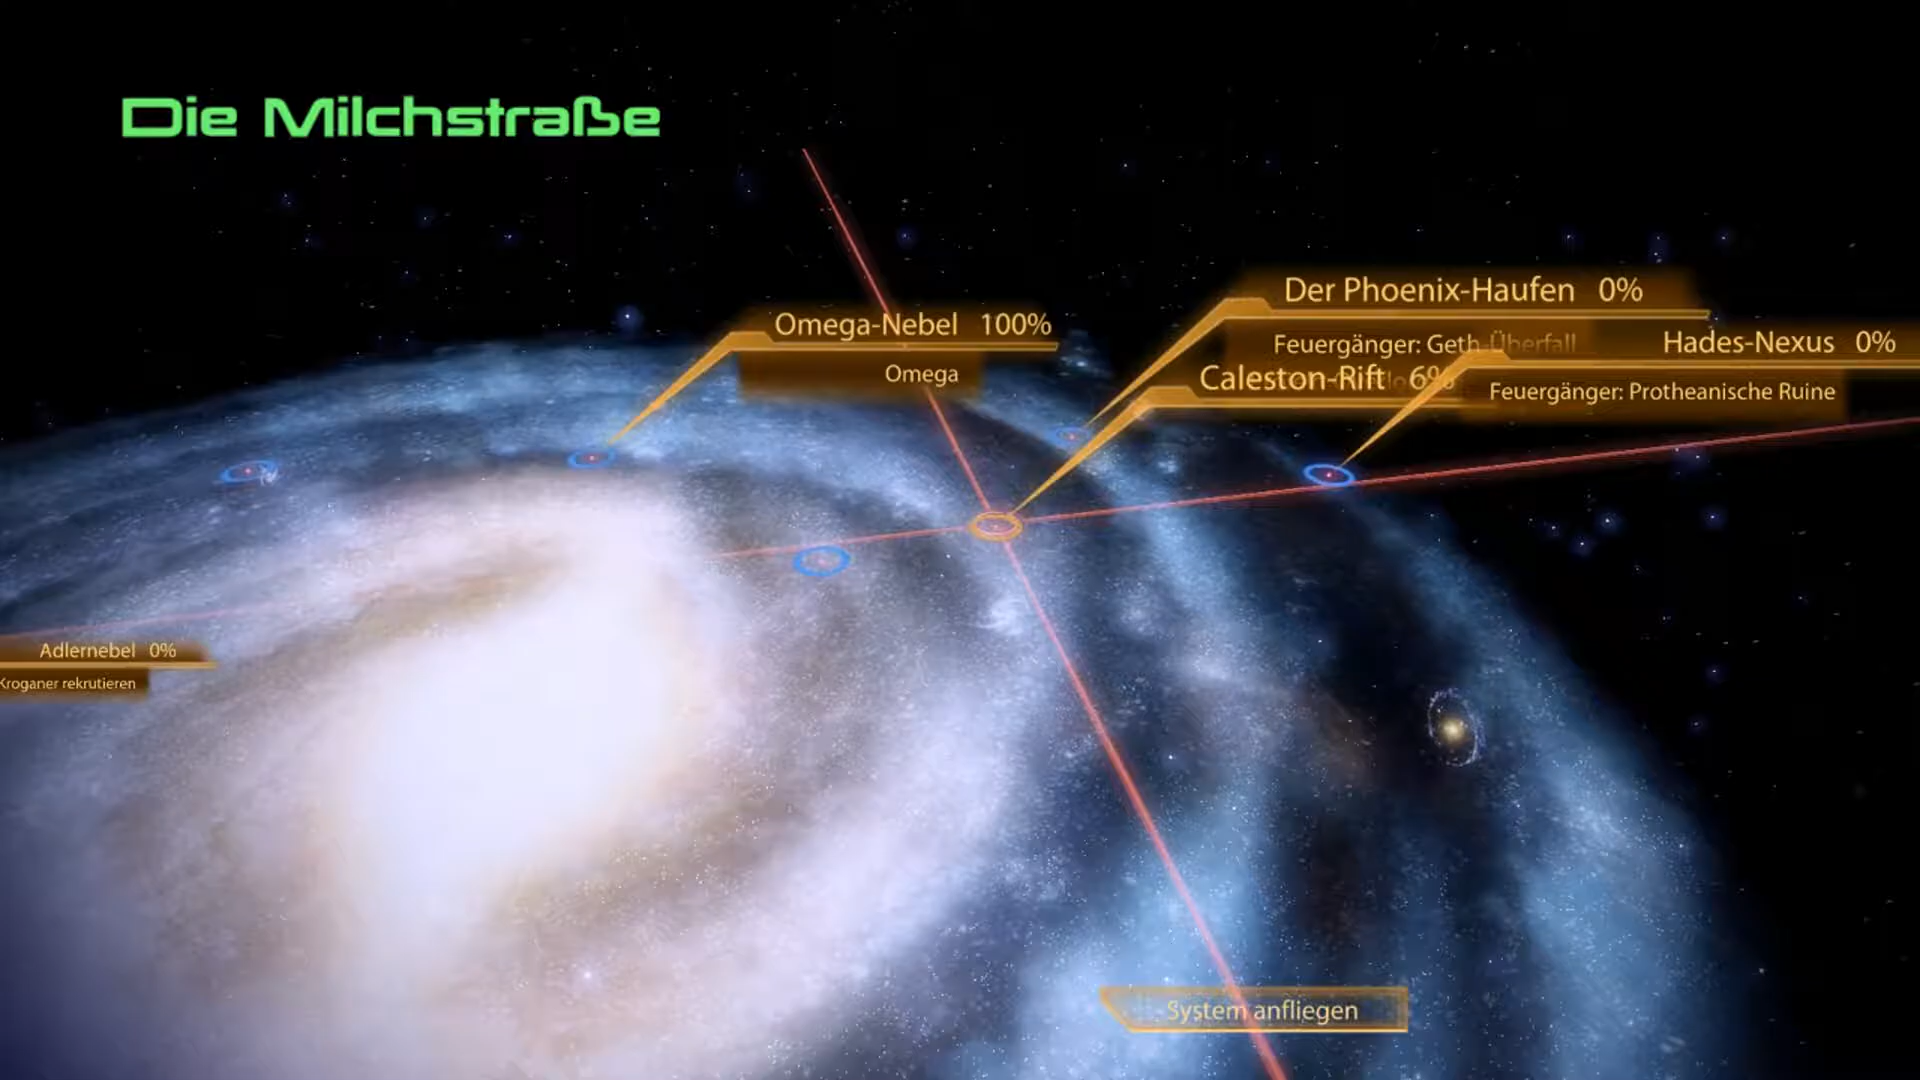 Die Milchstraße
Der Phoenix-Haufen 0%
Omega-Nebel 100%
Feuergänger: Geth-Überfall
Hades-Nexus 0%
Omega
Caleston-Rift 6%
Feuergänger: Protheanische Ruine
Adlernebel 0%
Kroganer rekrutieren
System anfliegen